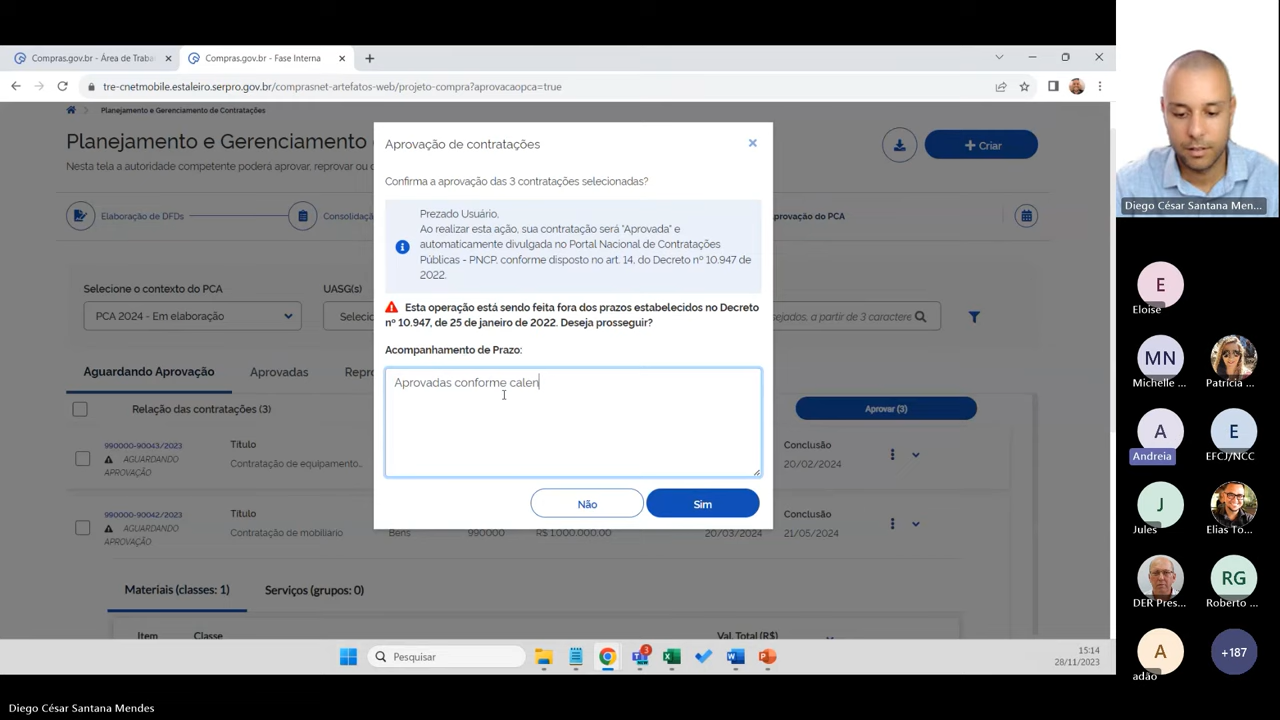 Compras.gov.br - Área de Traba
Compras.gov.br - Fase Interna
tre-cnetmobile.estaleiro.serpro.gov.br/comprasnet-artefatos-web/projeto-compra?aprovacaopca=true
Planejamento e Gerenciamento de Contratações
Planejamento e Gerenciamento de
Nesta tela a autoridade competente poderá aprovar, reprovar ou
Criar
Elaboração de DFDs
Consolidaçã
provação do PCA
Selecione o contexto do PCA
UASG(s)
PCA 2024 - Em elaboração
Seleci
sejados, a partir de 3 caractere
Aguardando Aprovação
Aprovadas
Repr
Relação das contratações (3)
Aprovar (3)
990000-90043/2023
AGUARDANDO
APROVAÇÃO
Título
Contratação de equipamento...
Conclusão
20/02/2024
990000-90042/2023
AGUARDANDO
APROVAÇÃO
Título
Contratação de mobiliario
Bens
990000
R$ 1.000.000,00
20/03/2024
Conclusão
21/05/2024
Materiais (classes: 1)
Serviços (grupos: 0)
Item
Classe
Val. Total (R$)
Aprovação de contratações
Confirma a aprovação das 3 contratações selecionadas?
Prezado Usuário,
Ao realizar esta ação, sua contratação será "Aprovada" e
automaticamente divulgada no Portal Nacional de Contratações
Públicas - PNCP, conforme disposto no art. 14, do Decreto nº 10.947 de
2022.
Esta operação está sendo feita fora dos prazos estabelecidos no Decreto
nº 10.947, de 25 de janeiro de 2022. Deseja prosseguir?
Acompanhamento de Prazo:
Aprovadas conforme calen
Não
Sim
Pesquisar
3
15:14
28/11/2023
Diego César Santana Men...
E
Eloise
MN
Michelle ...
Patrícia ...
A
Andreia
E
EFCJ/NCC
J
Jules
Elias To...
DER Pres...
RG
Roberto ...
A
adão
+187
Diego César Santana Mendes